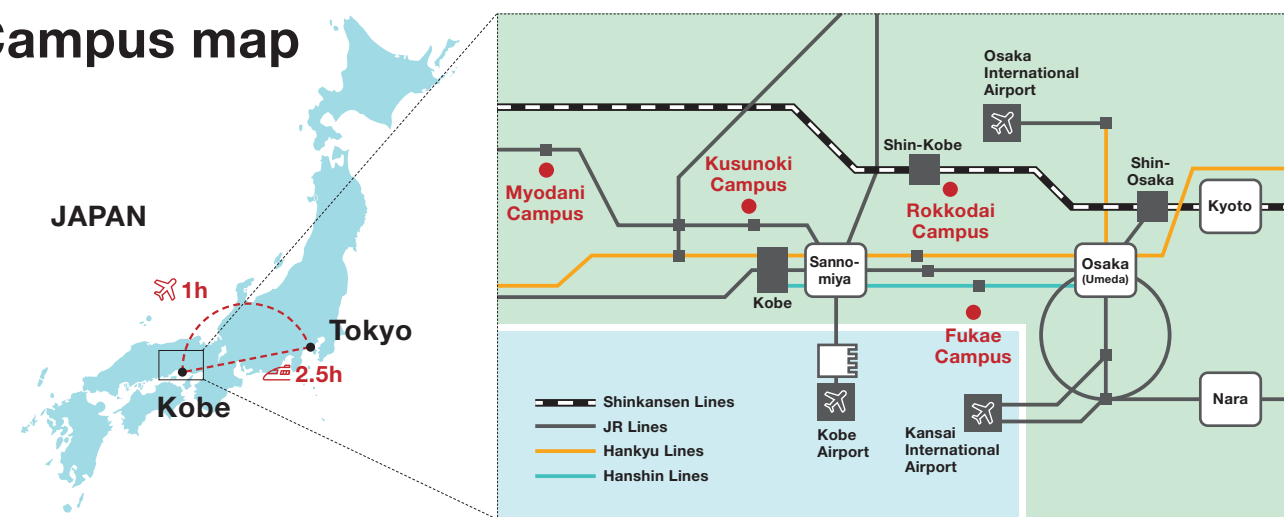 Campus map
JAPAN
1h
Tokyo
2.5h
Kobe
Osaka
International
Airport
Shin-Kobe
Shin-
Osaka
Kyoto
Kusunoki
Campus
Myodani
Campus
Rokkodai
Campus
Sanno-
miya
Osaka
(Umeda)
Kobe
Fukae
Campus
Kobe
Airport
Kansai
International
Airport
Nara
Shinkansen Lines
JR Lines
Hankyu Lines
Hanshin Lines